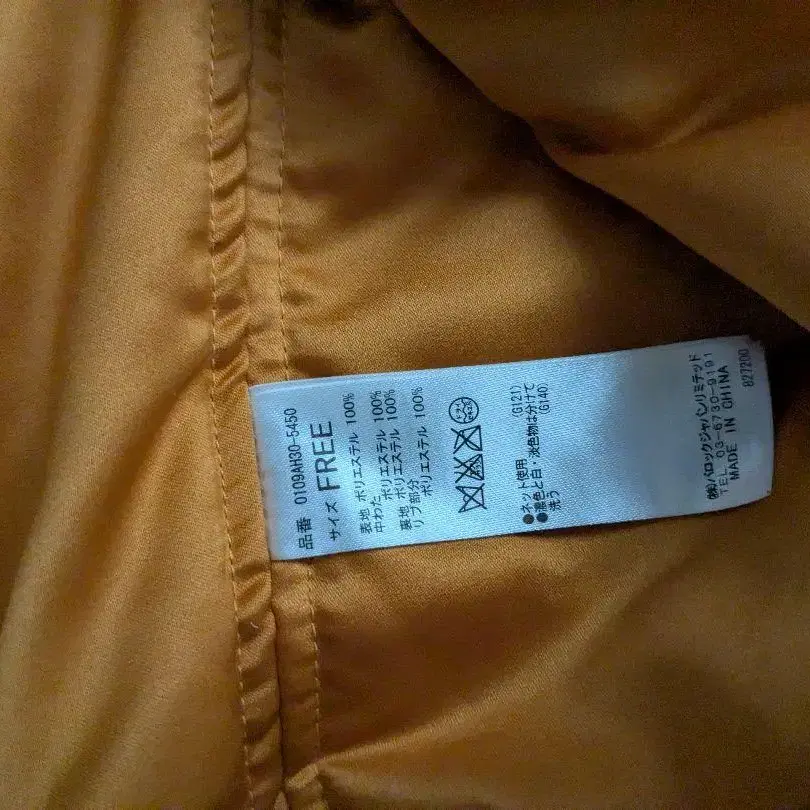 品番 0109AH30-5450
サイズ FREE
表地 ポリエステル 100%
中わた ポリエステル 100%
裏地 ポリエステル 100%
リブ部分
ポリエステル 100%
ドライ
●ネット使用 (G121)
●濃色と白・淡色物は分けて
洗う (G140)
㈱バロックジャパンリミテッド
TEL 03-6730-9191
MADE IN CHINA
827200